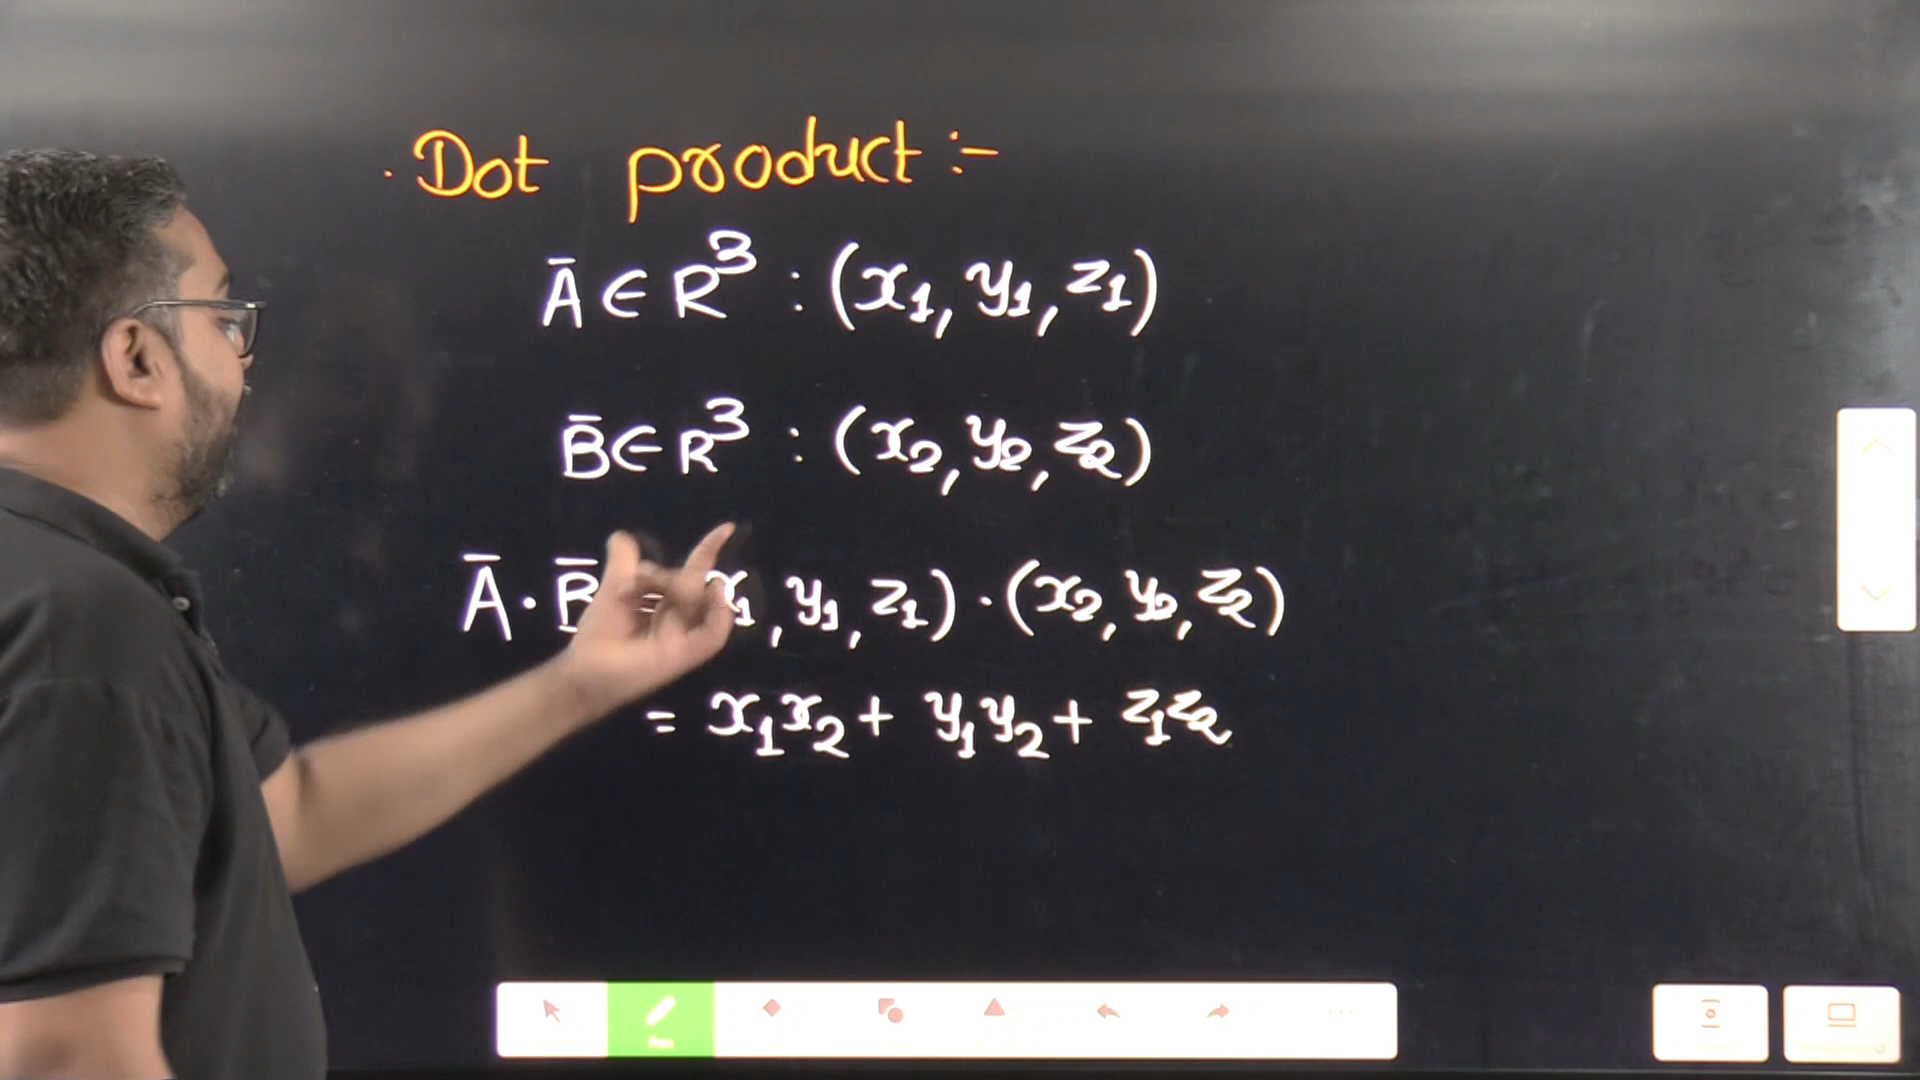 . Dot product :-
Ā ∈ R³ : (x₁, y₁, z₁)
B̄ ∈ R³ : (x₂, y₂, z₂)
Ā · B̄ = x₁, y₁, z₁) · (x₂, y₂, z₂)
= x₁x₂ + y₁y₂ + z₁z₂
Pen